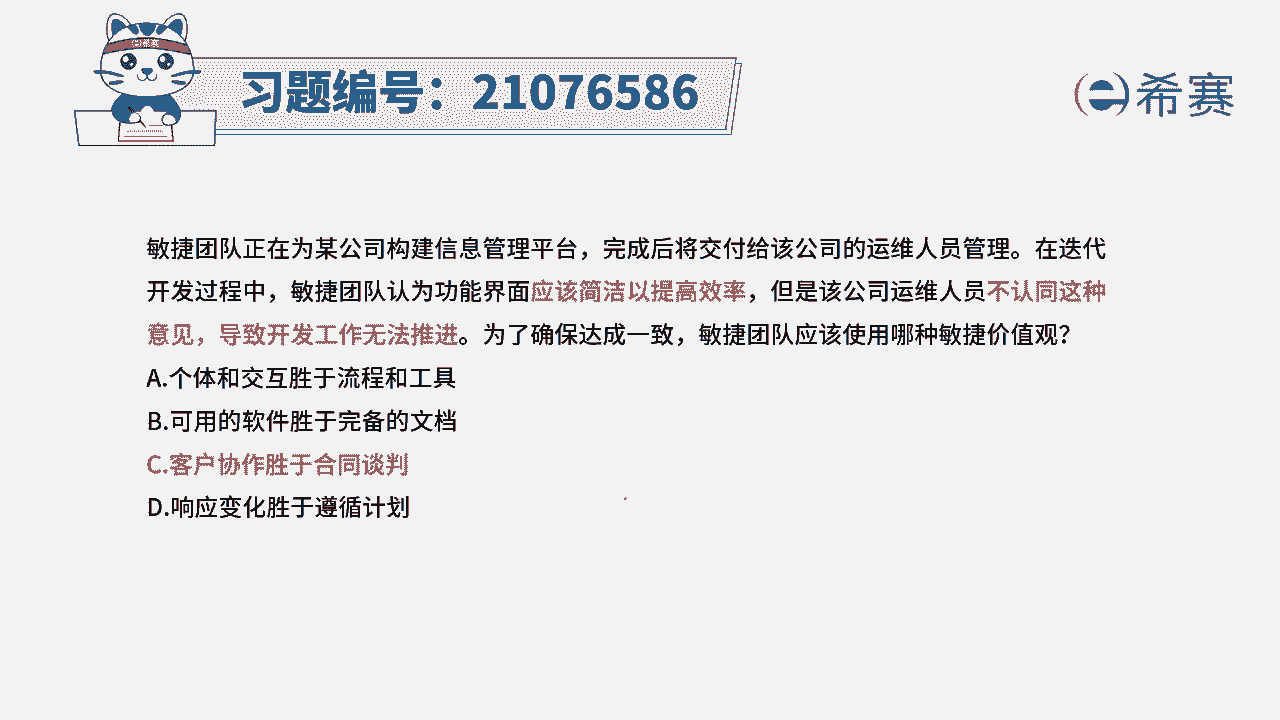 习题编号：21076586
希赛
敏捷团队正在为某公司构建信息管理平台，完成后将交付给该公司的运维人员管理。在迭代
开发过程中，敏捷团队认为功能界面应该简洁以提高效率，但是该公司运维人员不认同这种
意见，导致开发工作无法推进。为了确保达成一致，敏捷团队应该使用哪种敏捷价值观？
A.个体和交互胜于流程和工具
B.可用的软件胜于完备的文档
C.客户协作胜于合同谈判
D.响应变化胜于遵循计划